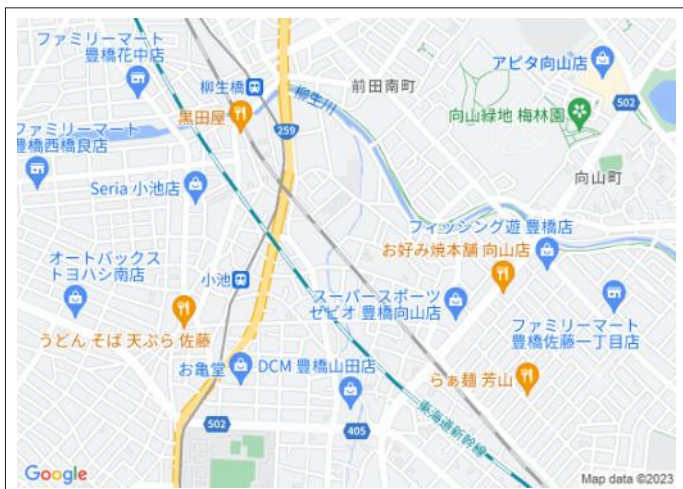 ファミリーマート
豊橋花中店
アピタ向山店
柳生橋
前田南町
柳生川
502
向山緑地 梅林園
黒田屋
259
ファミリーマート
豊橋西橋良店
向山町
Seria 小池店
フィッシング遊 豊橋店
お好み焼本舗 向山店
オートバックス
トヨハシ南店
小池
スーパースポーツ
ゼビオ 豊橋向山店
うどん そば 天ぷら 佐藤
ファミリーマート
豊橋佐藤一丁目店
お亀堂
DCM 豊橋山田店
らぁ麺 芳山
502
405
東海道新幹線
Google
Map data ©2023